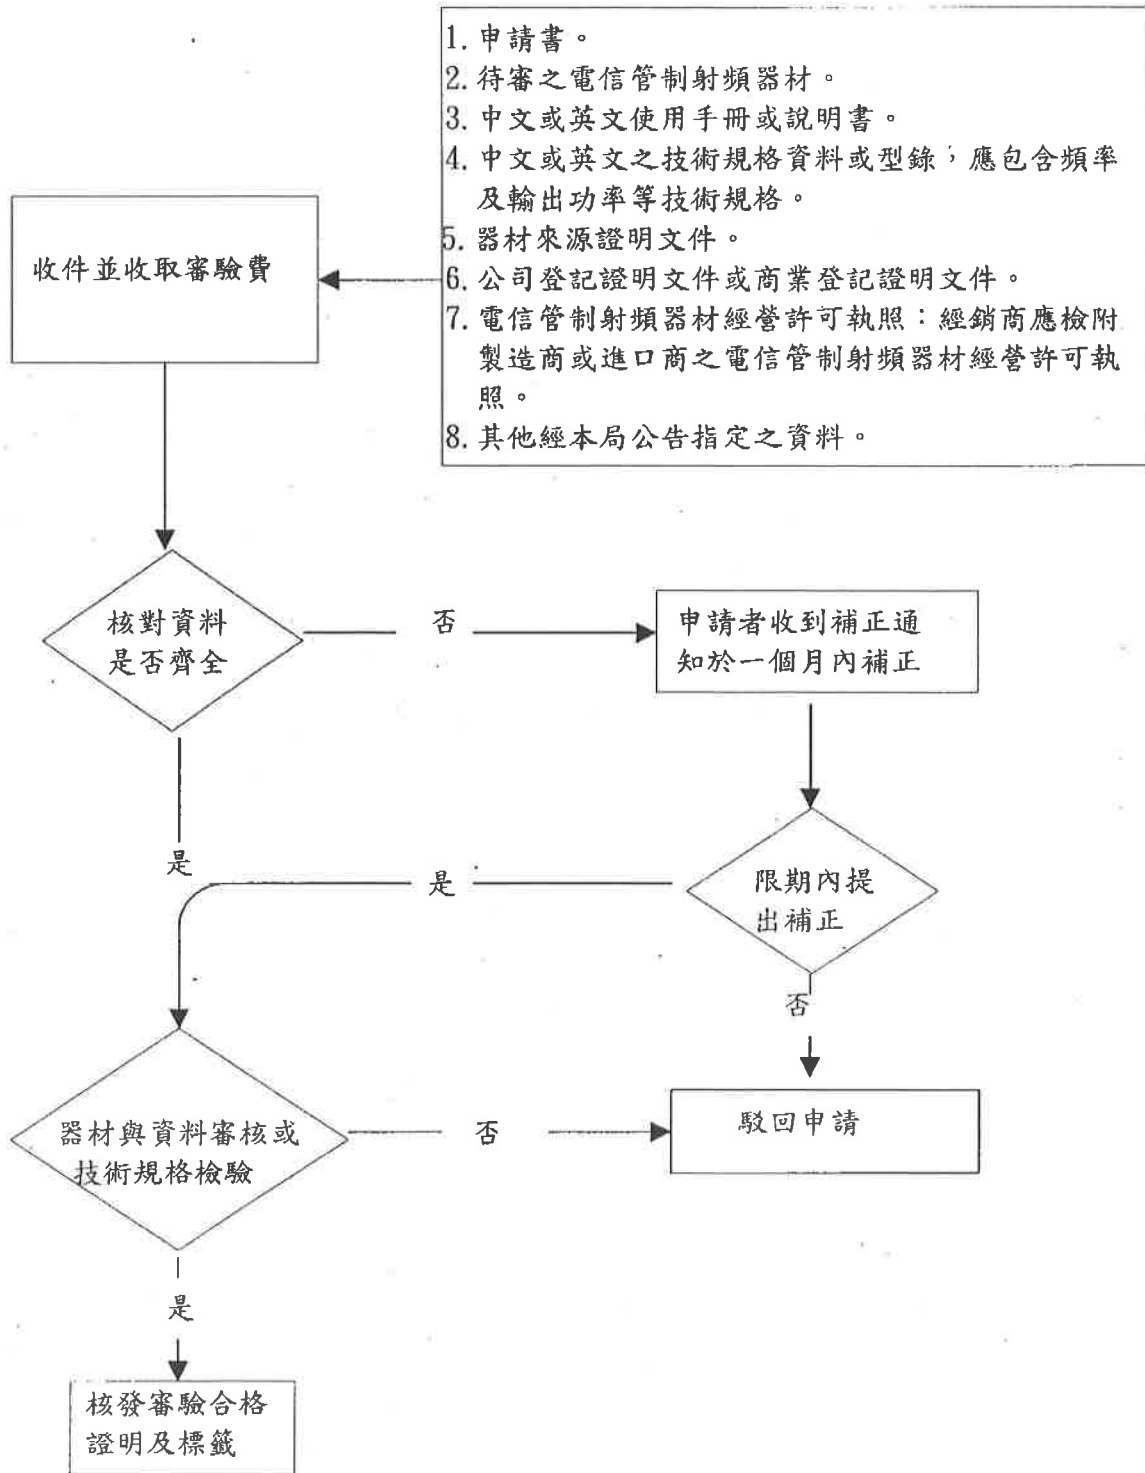 1. 申請書。
2. 待審之電信管制射頻器材。
3. 中文或英文使用手冊或說明書。
4. 中文或英文之技術規格資料或型錄，應包含頻率
及輸出功率等技術規格。
5. 器材來源證明文件。
6. 公司登記證明文件或商業登記證明文件。
7. 電信管制射頻器材經營許可執照：經銷商應檢附
製造商或進口商之電信管制射頻器材經營許可執
照。
8. 其他經本局公告指定之資料。
收件並收取審驗費
核對資料
是否齊全
否
申請者收到補正通
知於一個月內補正
是
是
限期內提
出補正
否
器材與資料審核或
技術規格檢驗
否
駁回申請
是
核發審驗合格
證明及標籤